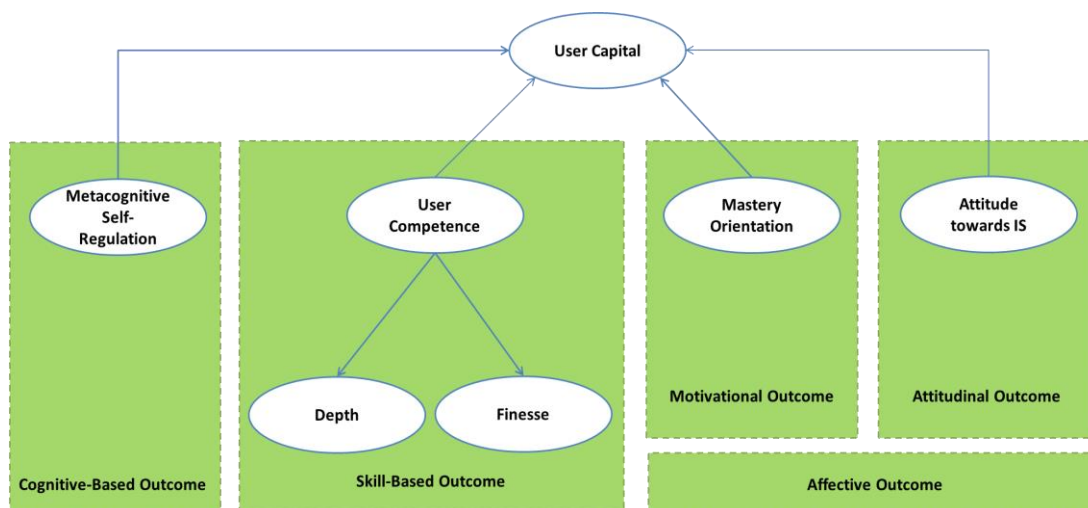 User Capital
Metacognitive
Self-
Regulation
User
Competence
Mastery
Orientation
Attitude
towards IS
Depth
Finesse
Motivational Outcome
Attitudinal Outcome
Cognitive-Based Outcome
Skill-Based Outcome
Affective Outcome